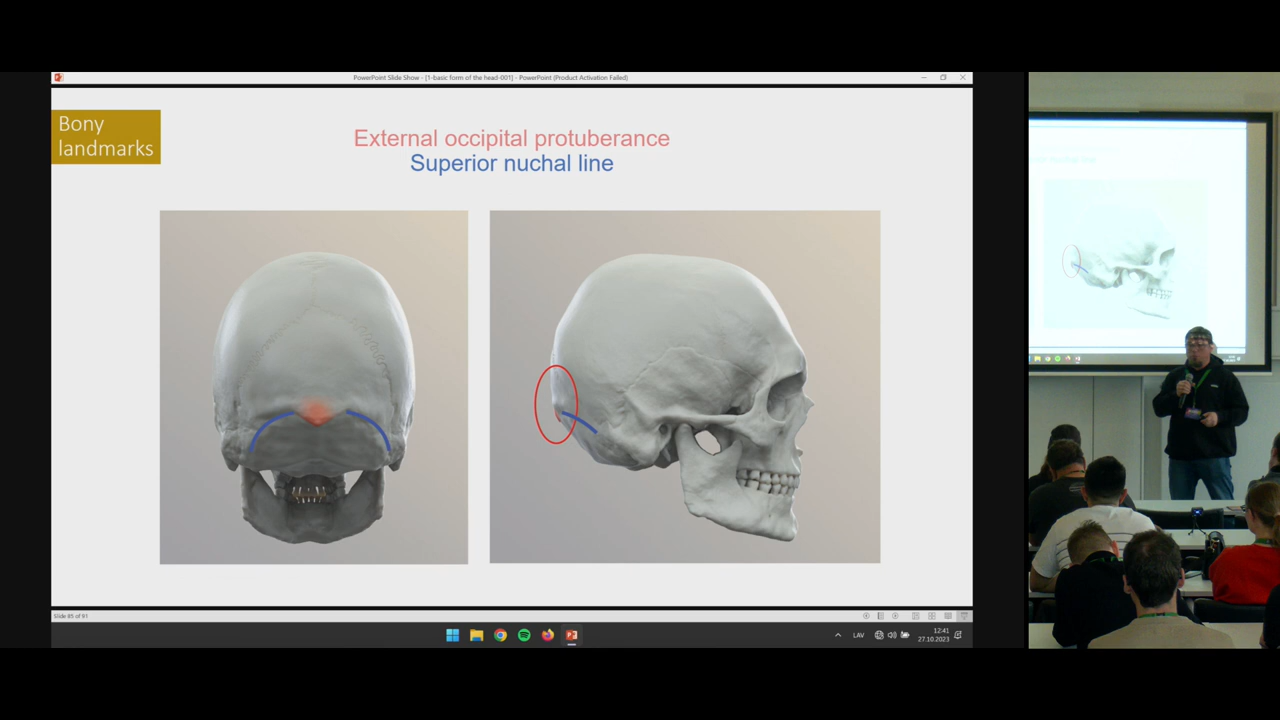 PowerPoint Slide Show - [1-basic form of the head-001] - PowerPoint (Product Activation Failed)
Bony
landmarks
External occipital protuberance
Superior nuchal line
Slide 85 of 91
LAV
12:41
27.10.2023